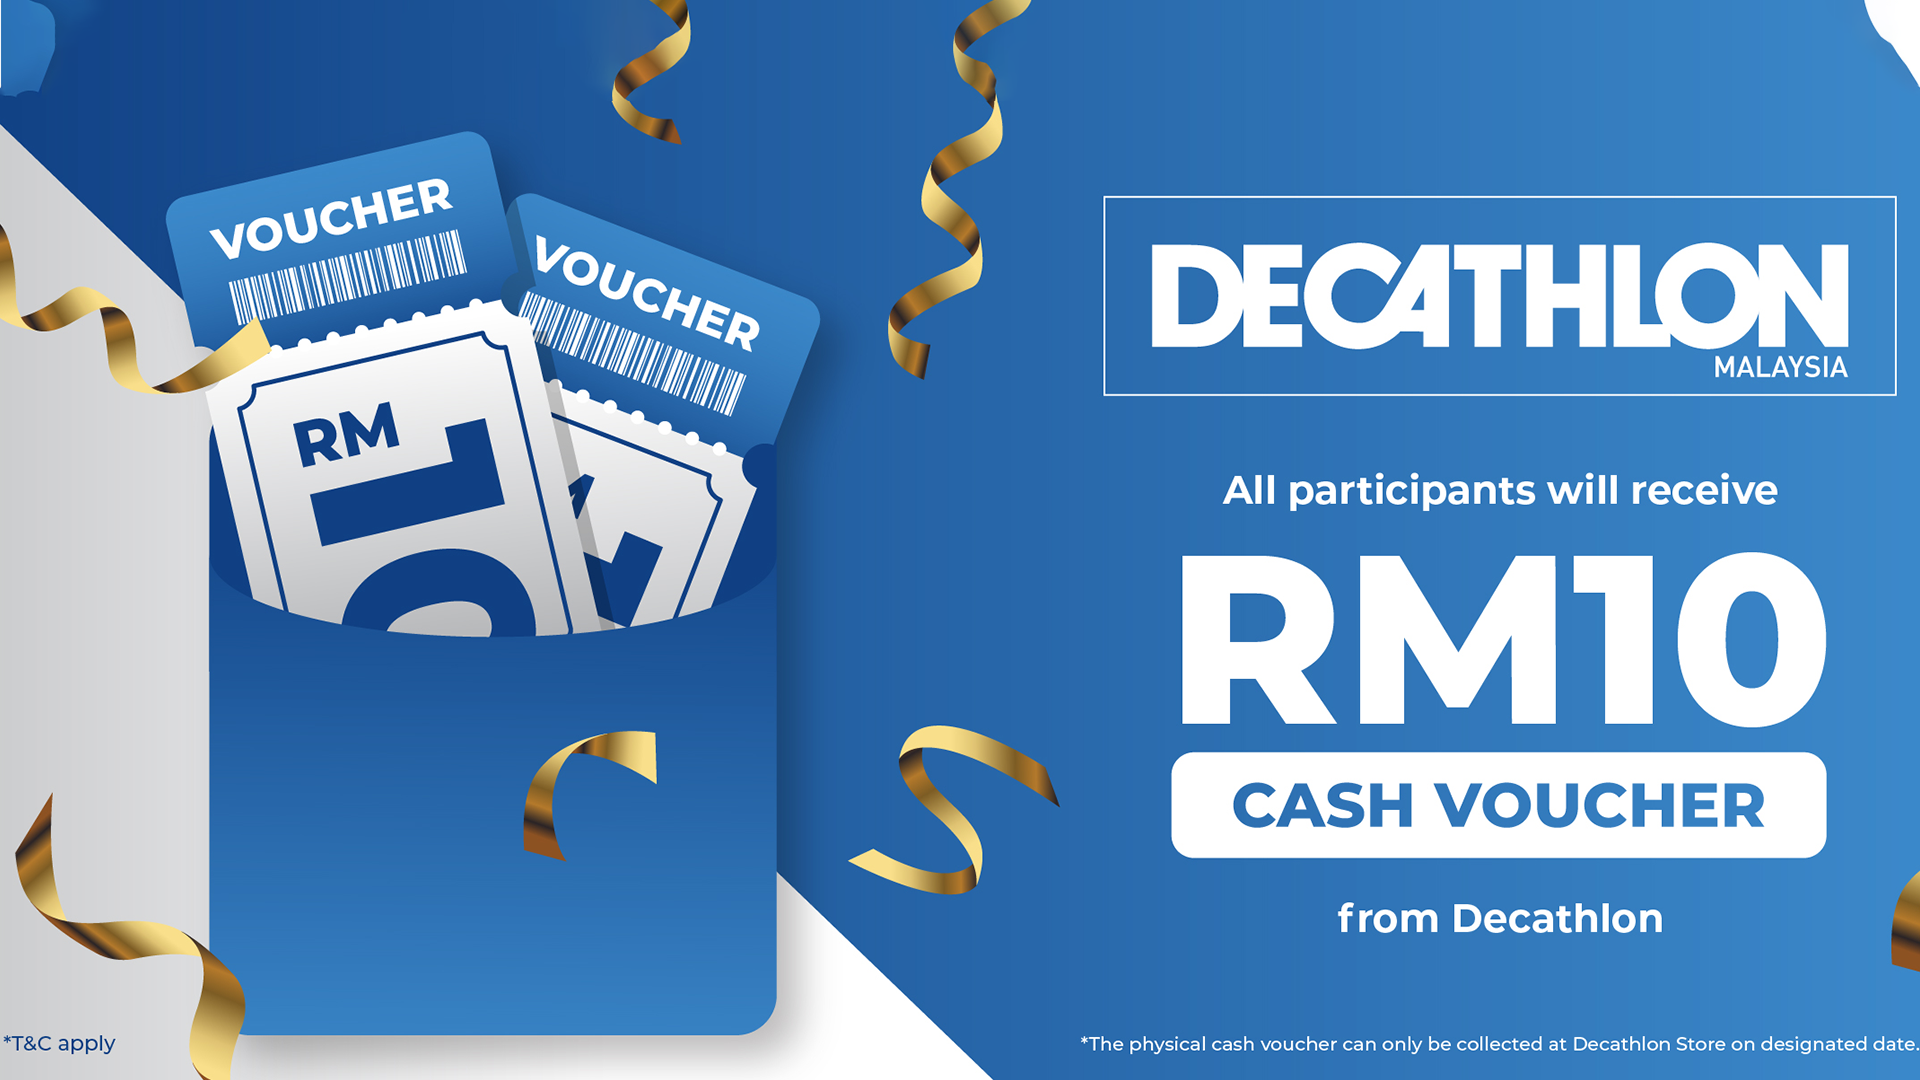 VOUCHER
VOUCHER
RM
10
DECATHLON
MALAYSIA
All participants will receive
RM10
CASH VOUCHER
from Decathlon
*T&C apply
*The physical cash voucher can only be collected at Decathlon Store on designated date.